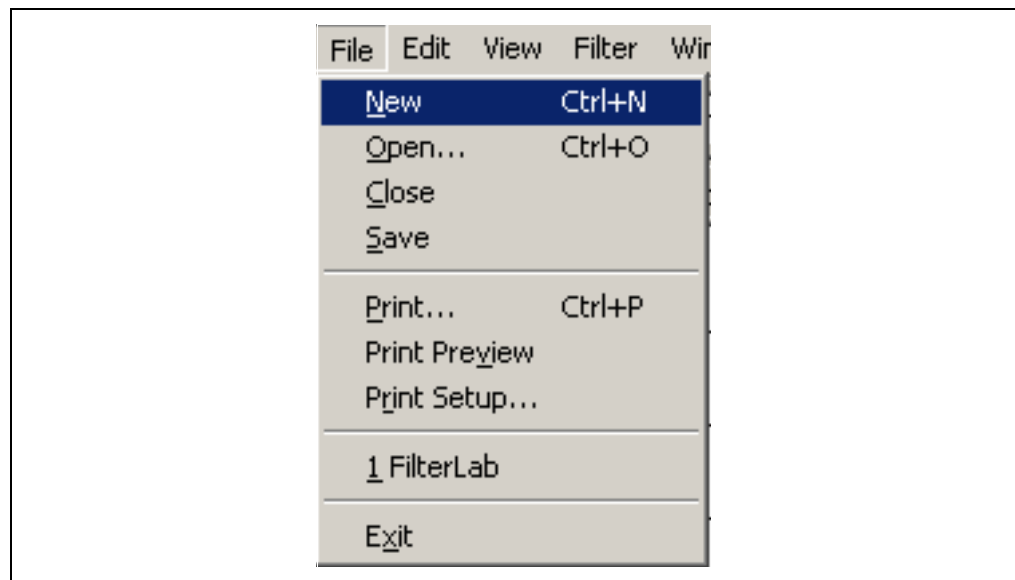 File Edit View Filter
New Ctrl+N
Open... Ctrl+O
Close
Save
Print... Ctrl+P
Print Preview
Print Setup...
1 FilterLab
Exit